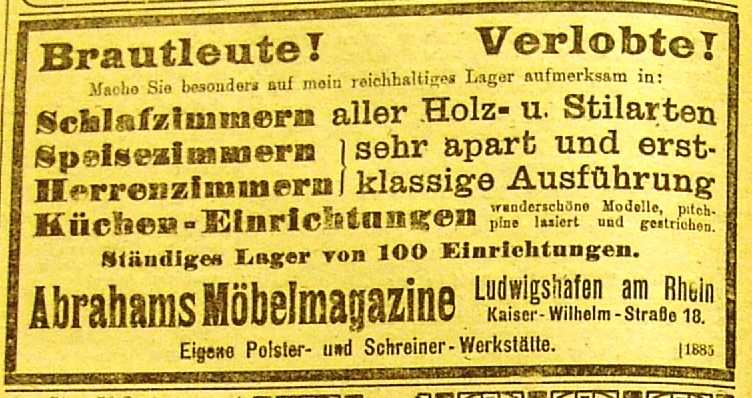 Brautleute! Verlobte!
Mache Sie besonders auf mein reichhaltiges Lager aufmerksam in:
Schlafzimmern aller Holz- u. Stilarten
Speisezimmern } sehr apart und erst-
Herrenzimmern } klassige Ausführung
Küchen-Einrichtungen wunderschöne Modelle, pitch-
pine lasiert und gestrichen.
Ständiges Lager von 100 Einrichtungen.
Abrahams Möbelmagazine Ludwigshafen am Rhein
Kaiser-Wilhelm-Straße 18.
Eigene Polster- und Schreiner-Werkstätte. [1885